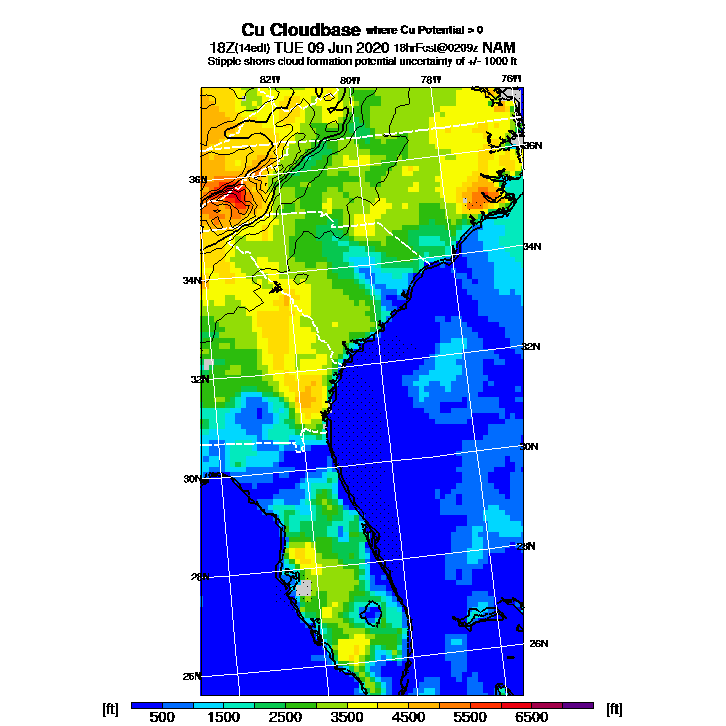 Cu Cloudbase where Cu Potential > 0
18Z(14edt) TUE 09 Jun 2020 18hrFcst@0209z NAM
Stipple shows cloud formation potential uncertainty of +/- 1000 ft
82W 80W 78W 76W
36N
36N
34N
34N
32N
32N
30N
30N
28N
28N
26N
26N
[ft] 500 1500 2500 3500 4500 5500 6500 [ft]